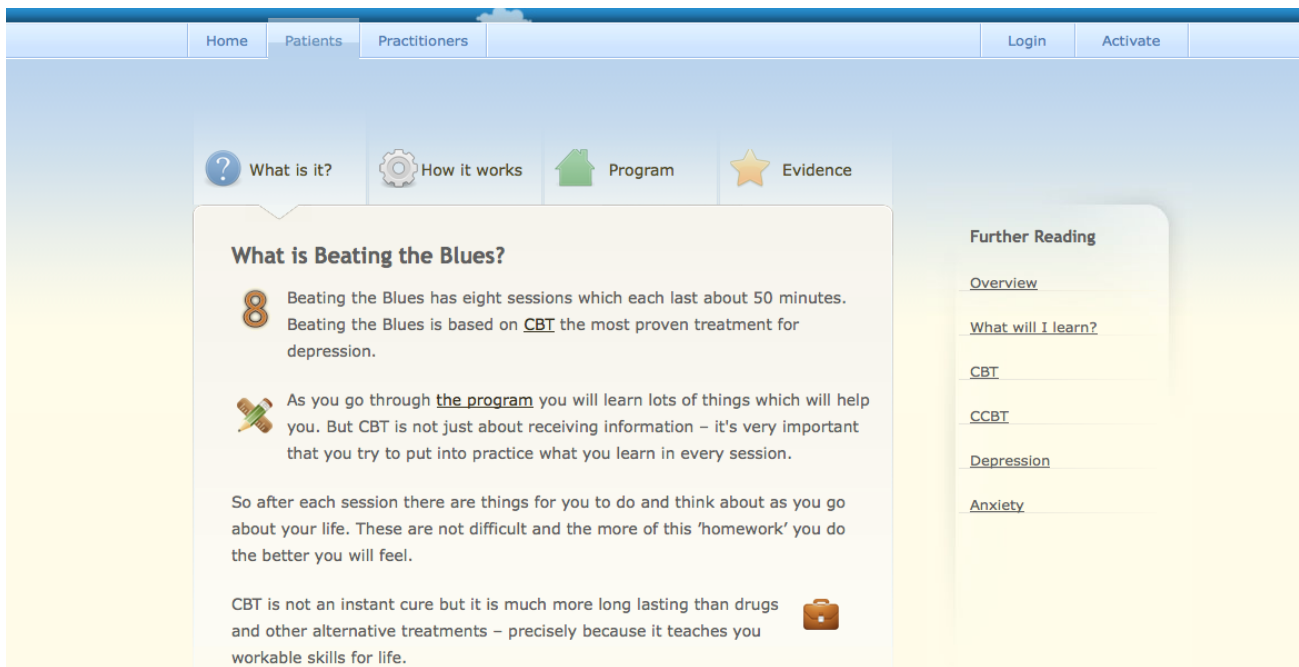 Home Patients Practitioners Login Activate
What is it? How it works Program Evidence
What is Beating the Blues?
8 Beating the Blues has eight sessions which each last about 50 minutes.
Beating the Blues is based on CBT the most proven treatment for
depression.
As you go through the program you will learn lots of things which will help
you. But CBT is not just about receiving information – it's very important
that you try to put into practice what you learn in every session.
So after each session there are things for you to do and think about as you go
about your life. These are not difficult and the more of this ’homework’ you do
the better you will feel.
CBT is not an instant cure but it is much more long lasting than drugs
and other alternative treatments – precisely because it teaches you
workable skills for life.
Further Reading
Overview
What will I learn?
CBT
CCBT
Depression
Anxiety